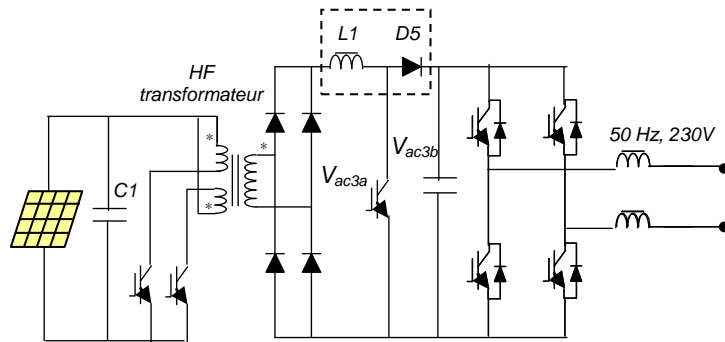 L1 D5
HF
transformateur
*
*
*
C1
Vac3a
Vac3b
50 Hz, 230V